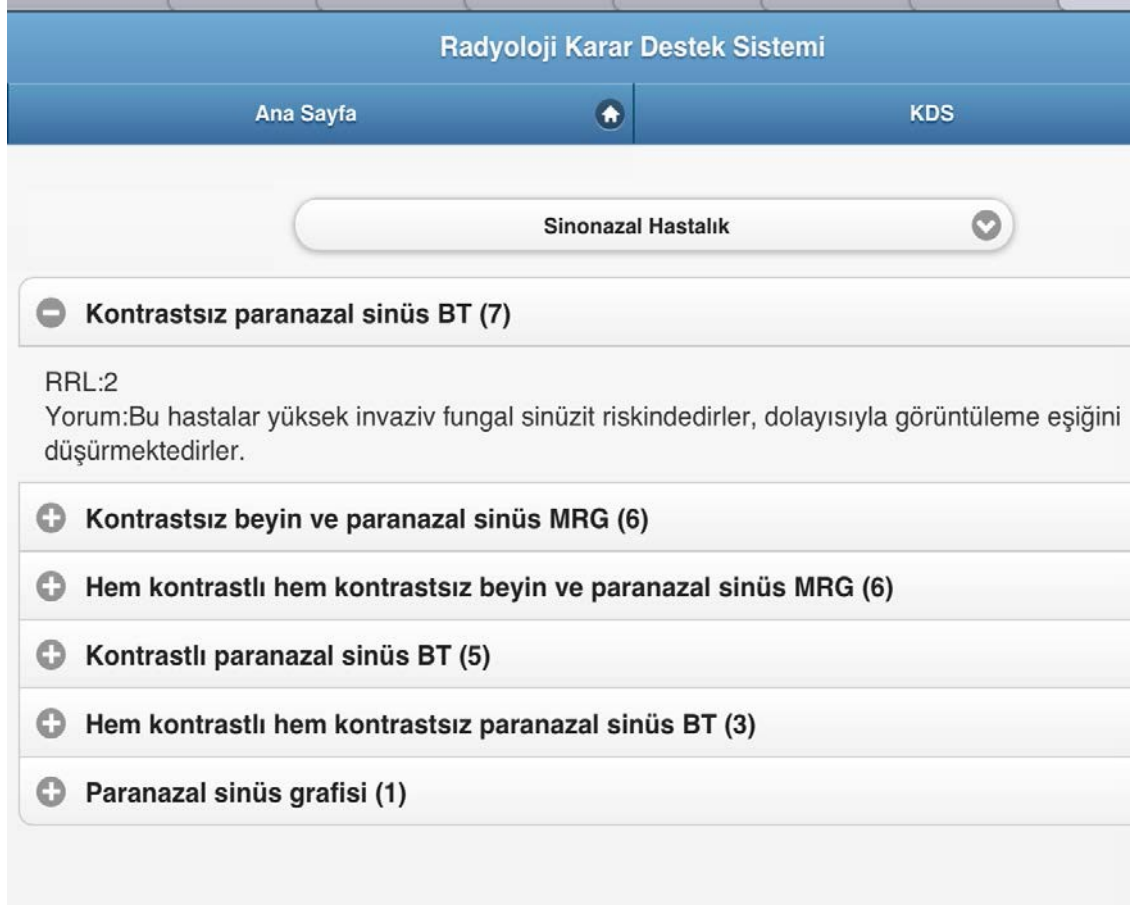 Radyoloji Karar Destek Sistemi
Ana Sayfa
KDS
Sinonazal Hastalık
Kontrastsız paranazal sinüs BT (7)
RRL:2
Yorum:Bu hastalar yüksek invaziv fungal sinüzit riskindedirler, dolayısıyla görüntüleme eşiğini
düşürmektedirler.
Kontrastsız beyin ve paranazal sinüs MRG (6)
Hem kontrastlı hem kontrastsız beyin ve paranazal sinüs MRG (6)
Kontrastlı paranazal sinüs BT (5)
Hem kontrastlı hem kontrastsız paranazal sinüs BT (3)
Paranazal sinüs grafisi (1)